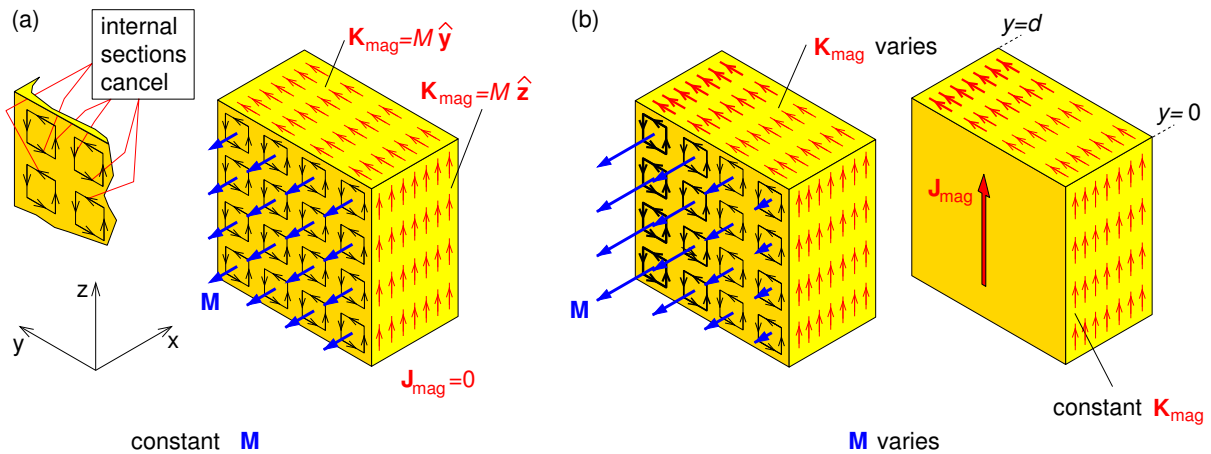 (a)
internal
sections
cancel
K_mag=M ŷ
K_mag=M ẑ
M
J_mag=0
z
y
x
constant M
(b)
K_mag varies
M
y=d
y=0
J_mag
constant K_mag
M varies